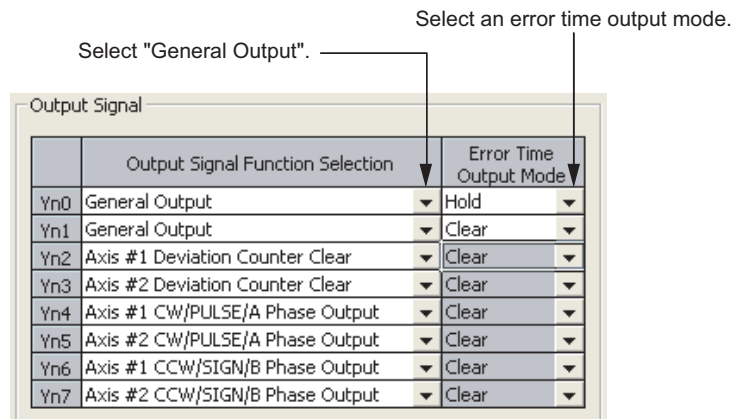 Select an error time output mode.
Select "General Output".
Output Signal
Output Signal Function Selection
Error Time
Output Mode
Yn0 General Output Hold
Yn1 General Output Clear
Yn2 Axis #1 Deviation Counter Clear Clear
Yn3 Axis #2 Deviation Counter Clear Clear
Yn4 Axis #1 CW/PULSE/A Phase Output Clear
Yn5 Axis #2 CW/PULSE/A Phase Output Clear
Yn6 Axis #1 CCW/SIGN/B Phase Output Clear
Yn7 Axis #2 CCW/SIGN/B Phase Output Clear